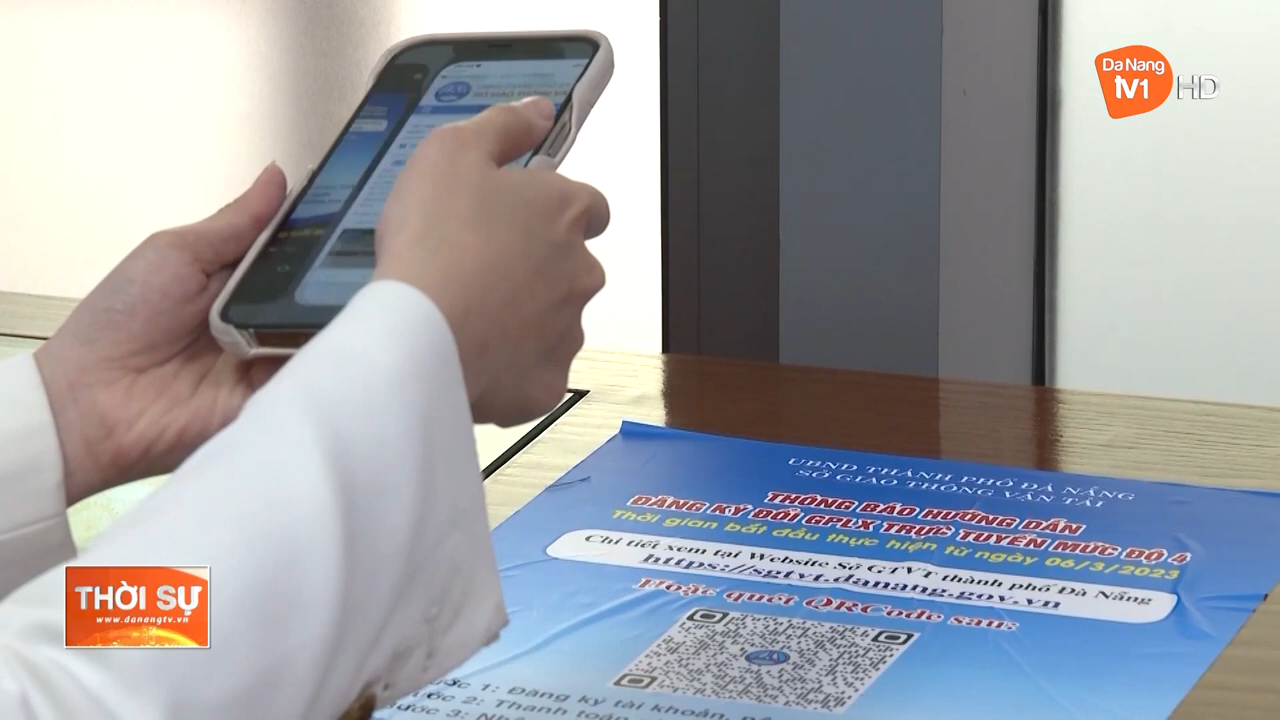 Da Nang
TV1 HD
UBND THÀNH PHỐ ĐÀ NẴNG
SỞ GIAO THÔNG VẬN TẢI
THÔNG BÁO HƯỚNG DẪN
ĐĂNG KÝ ĐỔI GPLX TRỰC TUYẾN MỨC ĐỘ 4
Thời gian bắt đầu thực hiện từ ngày 06/3/2023
Chi tiết xem tại Website Sở GTVT thành phố Đà Nẵng
https://sgtvt.danang.gov.vn
Hoặc quét QRCode sau:
1: Đăng ký tài khoản,
2: Thanh toán
3:
THỜI SỰ
www.danangtv.vn